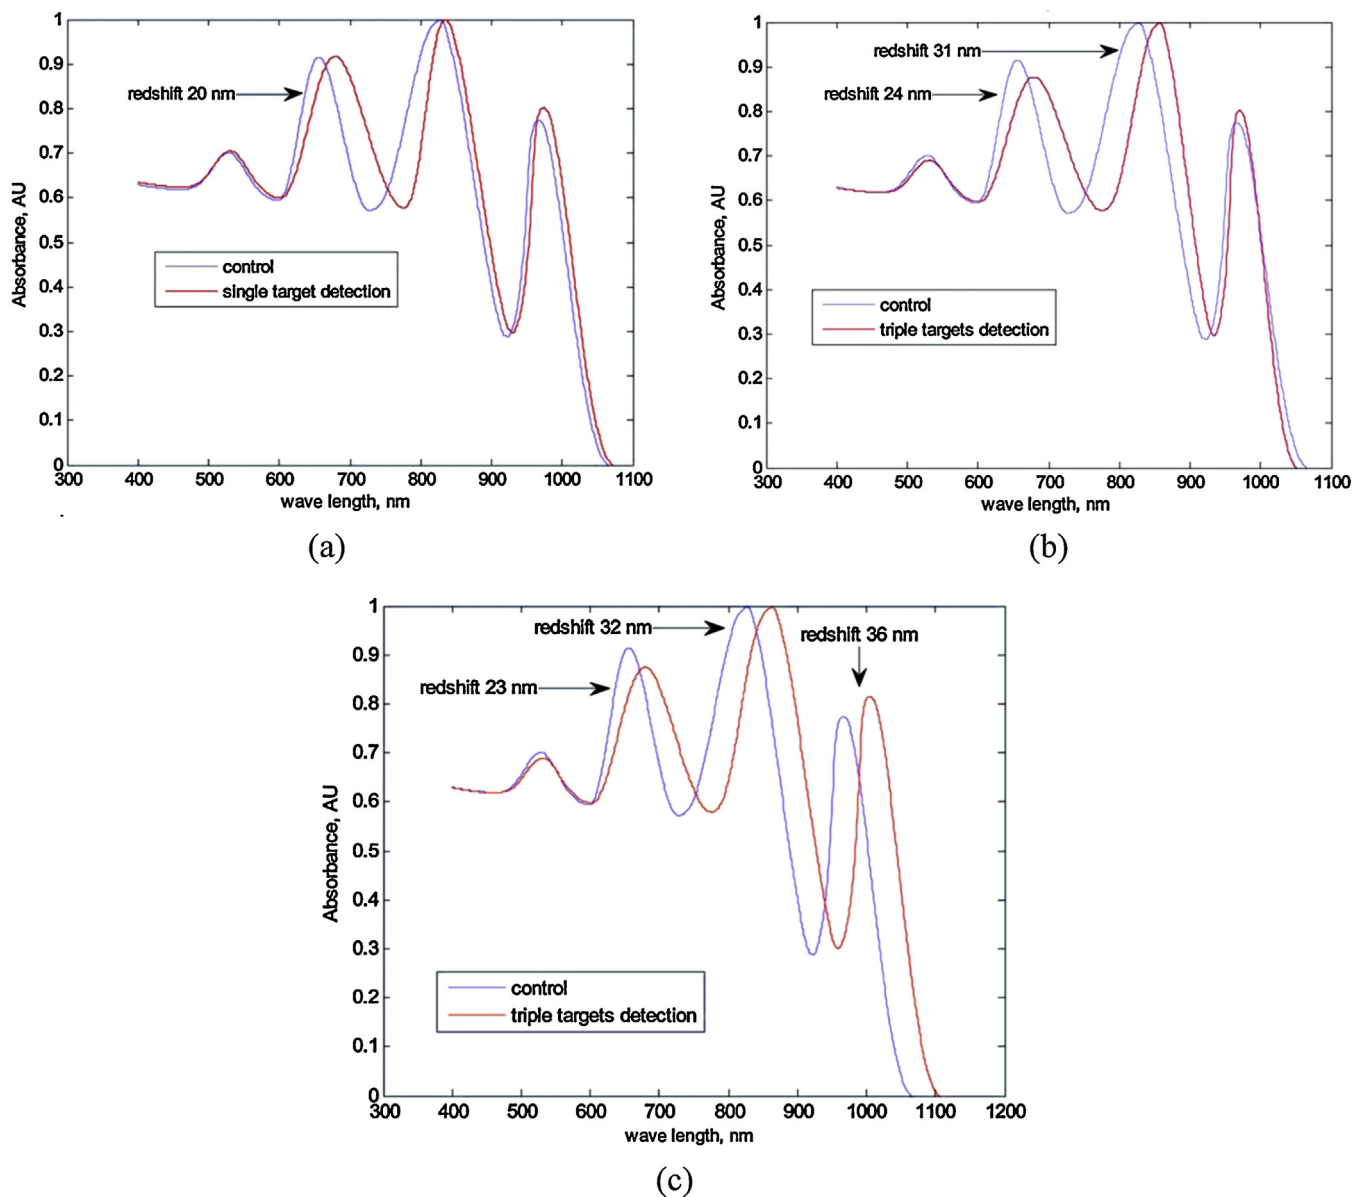 1
0.9
0.8
0.7
0.6
0.5
0.4
0.3
0.2
0.1
0
Absorbance, AU
redshift 20 nm
control
single target detection
300 400 500 600 700 800 900 1000 1100
wave length, nm
(a)
1
0.9
0.8
0.7
0.6
0.5
0.4
0.3
0.2
0.1
0
Absorbance, AU
redshift 31 nm
redshift 24 nm
control
triple targets detection
300 400 500 600 700 800 900 1000 1100
wave length, nm
(b)
1
0.9
0.8
0.7
0.6
0.5
0.4
0.3
0.2
0.1
0
Absorbance, AU
redshift 32 nm
redshift 36 nm
redshift 23 nm
control
triple targets detection
300 400 500 600 700 800 900 1000 1100 1200
wave length, nm
(c)